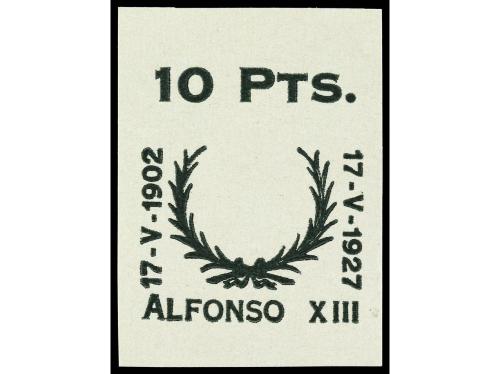 10 PTS.
17-V-1902
17-V-1927
ALFONSO XIII